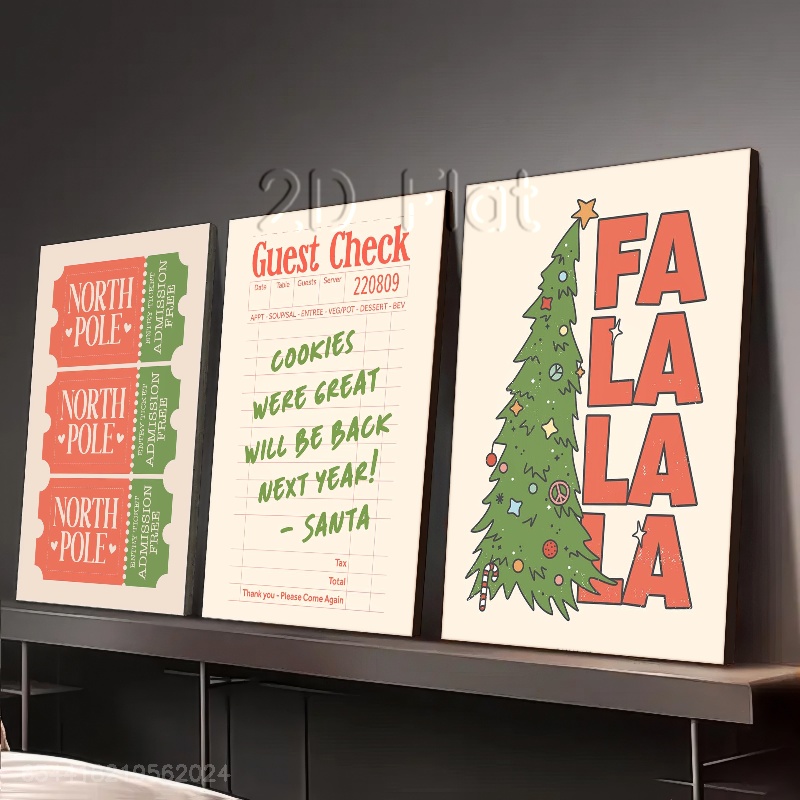 2D Flat
NORTH
POLE
ENTRY TICKET
ADMISSION
FREE
NORTH
POLE
ENTRY TICKET
ADMISSION
FREE
NORTH
POLE
ENTRY TICKET
ADMISSION
FREE
Guest Check
Date Table Guests Server
220809
APPT - SOUP/SAL - ENTREE - VEG/POT - DESSERT - BEV
COOKIES
WERE GREAT
WILL BE BACK
NEXT YEAR!
- SANTA
Tax
Total
Thank you - Please Come Again
FA
LA
LA
LA